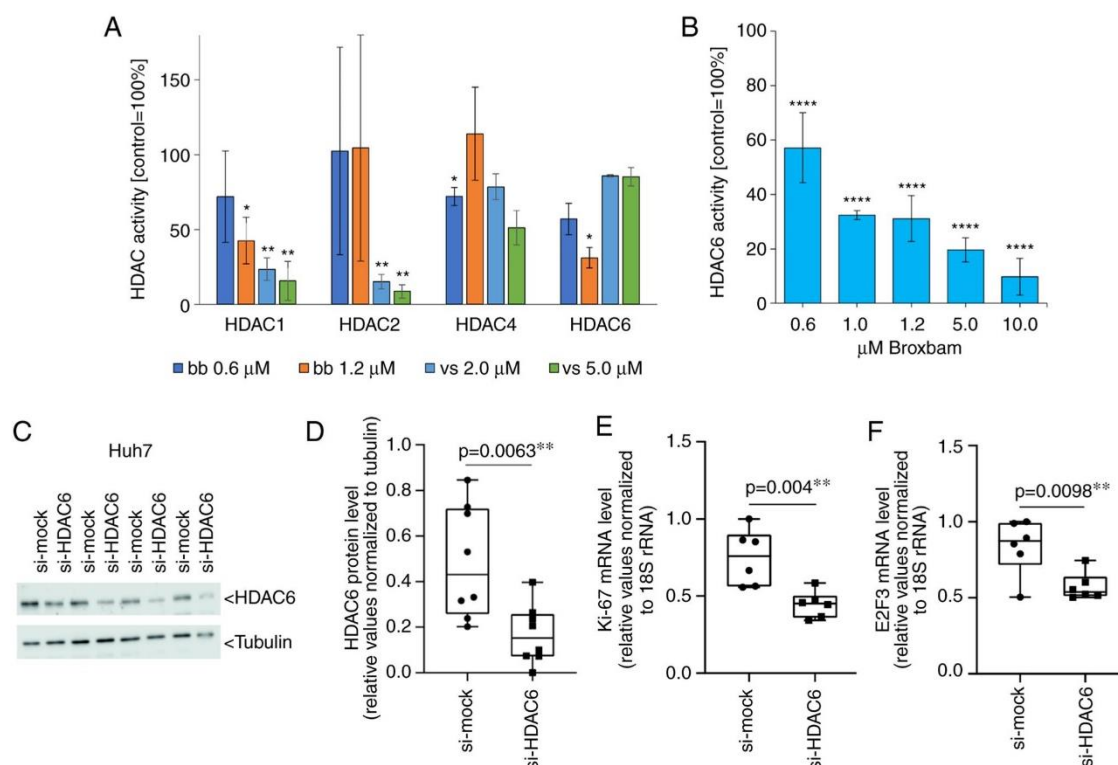 A
HDAC activity [control=100%]
150
100
50
0
*
**
**
**
**
*
*
HDAC1
HDAC2
HDAC4
HDAC6
bb 0.6 μM
bb 1.2 μM
vs 2.0 μM
vs 5.0 μM
B
HDAC6 activity [control=100%]
100
80
60
40
20
0
****
****
****
****
****
0.6
1.0
1.2
5.0
10.0
μM Broxbam
C
Huh7
si-mock
si-HDAC6
si-mock
si-HDAC6
si-mock
si-HDAC6
si-mock
si-HDAC6
<HDAC6
<Tubulin
D
HDAC6 protein level
(relative values normalized to tubulin)
1.0
0.8
0.6
0.4
0.2
0.0
p=0.0063**
si-mock
si-HDAC6
E
Ki-67 mRNA level
(relative values normalized
to 18S rRNA)
1.5
1.0
0.5
0.0
p=0.004**
si-mock
si-HDAC6
F
E2F3 mRNA level
(relative values normalized
to 18S rRNA)
1.5
1.0
0.5
0.0
p=0.0098**
si-mock
si-HDAC6